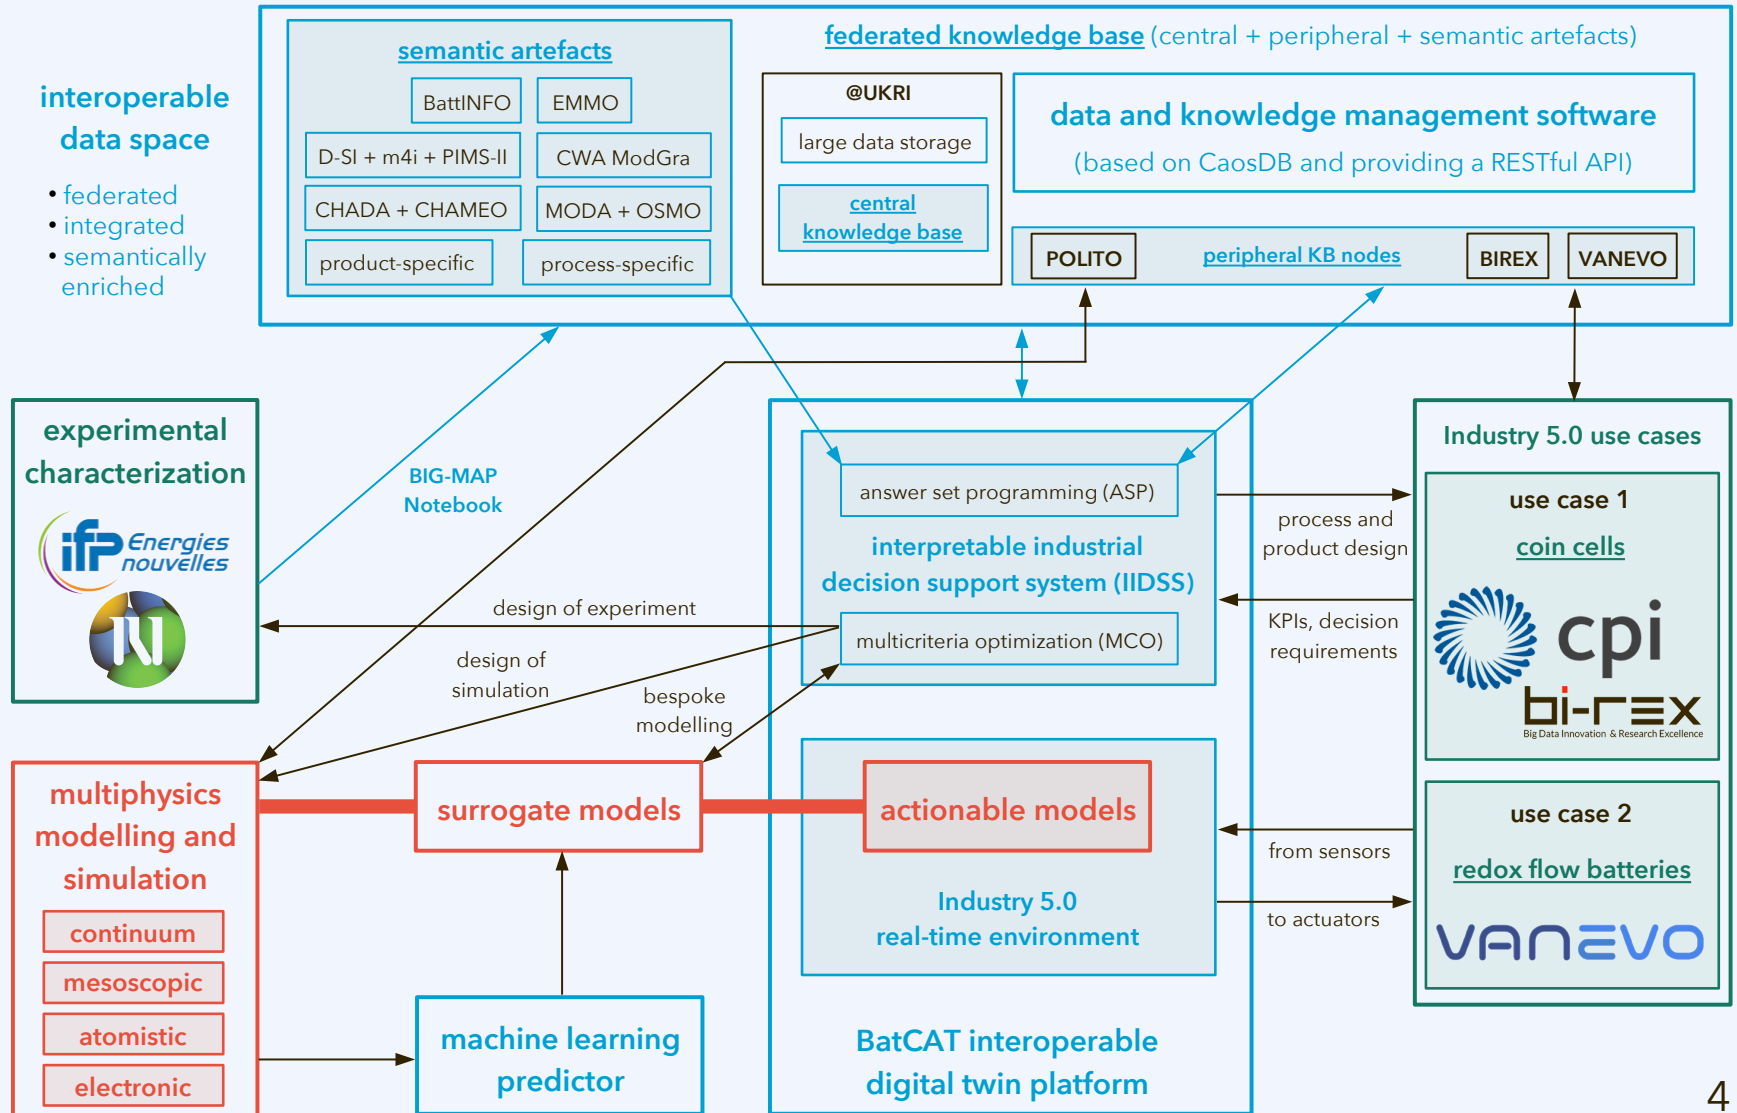 interoperable
data space
• federated
• integrated
• semantically
enriched
semantic artefacts
BattINFO
EMMO
D-SI + m4i + PIMS-II
CWA ModGra
CHADA + CHAMEO
MODA + OSMO
product-specific
process-specific
federated knowledge base (central + peripheral + semantic artefacts)
@UKRI
large data storage
central
knowledge base
data and knowledge management software
(based on CaosDB and providing a RESTful API)
POLITO
peripheral KB nodes
BIREX
VANEVO
experimental
characterization
ifp Energies
nouvelles
N
BIG-MAP
Notebook
answer set programming (ASP)
interpretable industrial
decision support system (IIDSS)
multicriteria optimization (MCO)
process and
product design
KPIs, decision
requirements
Industry 5.0 use cases
use case 1
coin cells
cpi
bi-rex
Big Data Innovation & Research Excellence
design of experiment
design of
simulation
bespoke
modelling
multiphysics
modelling and
simulation
continuum
mesoscopic
atomistic
electronic
surrogate models
actionable models
Industry 5.0
real-time environment
from sensors
to actuators
use case 2
redox flow batteries
VANEVO
machine learning
predictor
BatCAT interoperable
digital twin platform
4